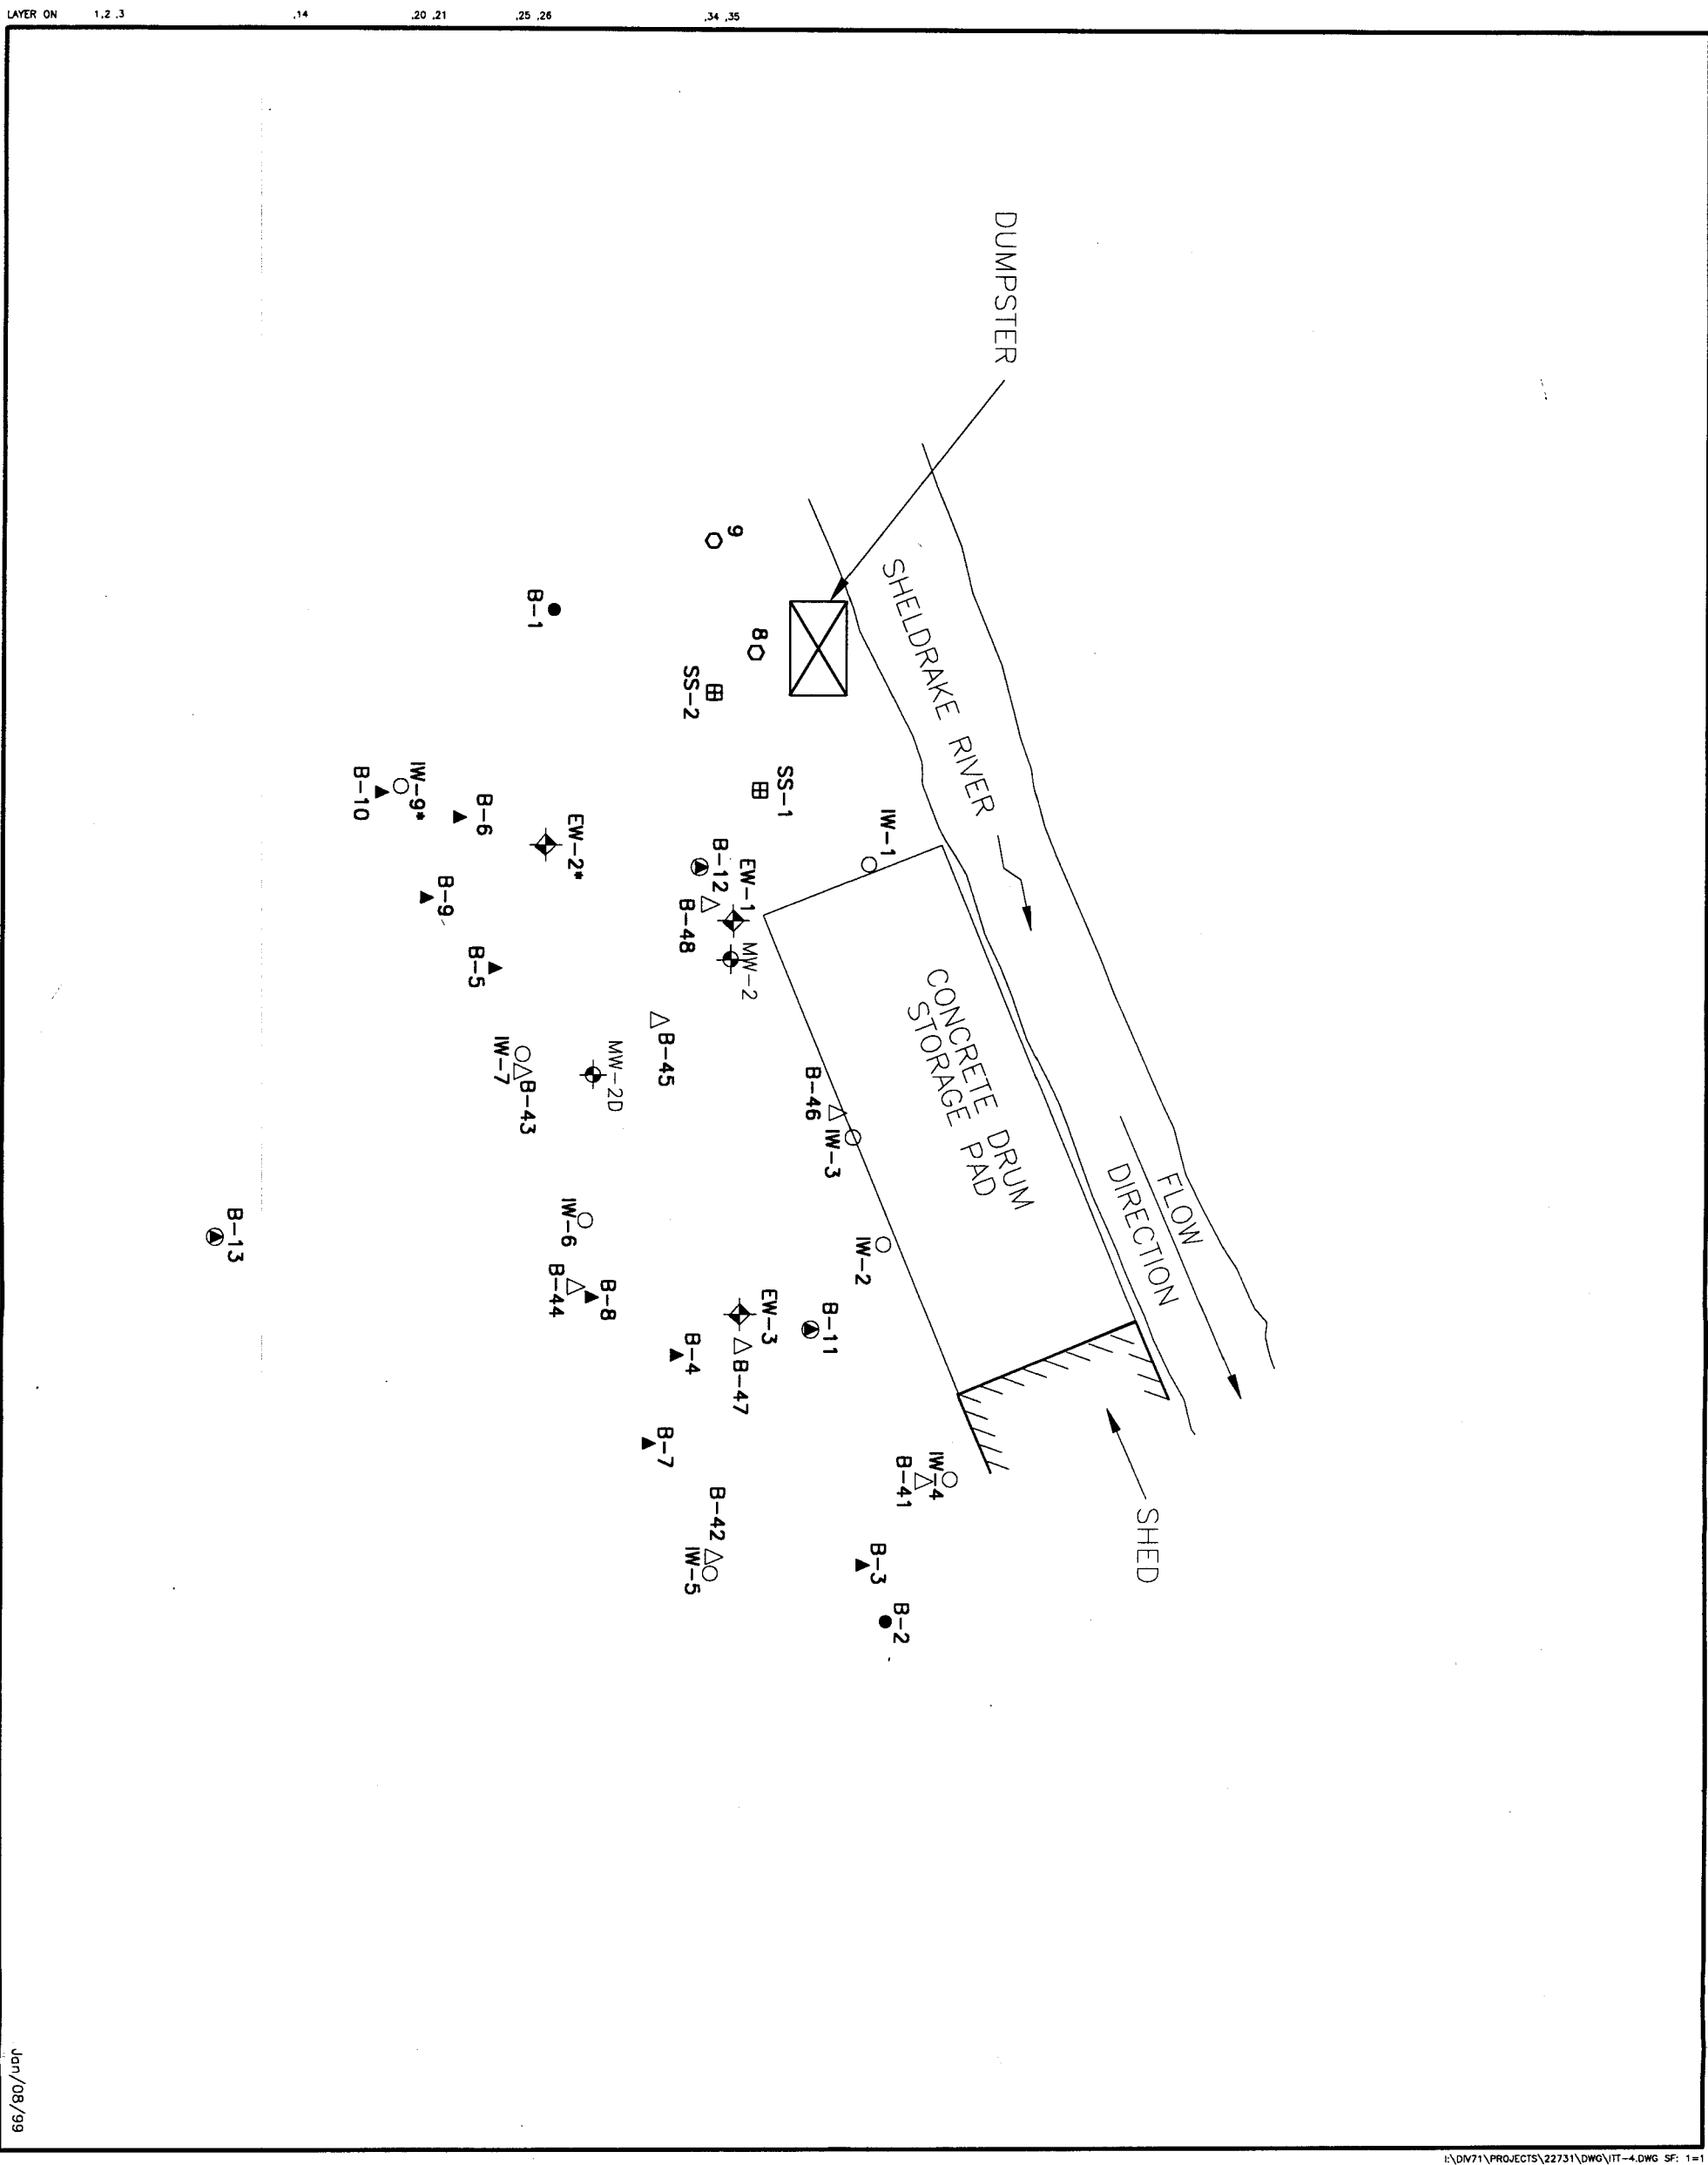 LAYER ON 1,2 ,3 ,14 ,20 ,21 ,25 ,26 ,34 ,35
DUMPSTER
SHELDRAKE RIVER
FLOW
DIRECTION
SHED
CONCRETE DRUM
STORAGE PAD
9
8
B-1
SS-2
SS-1
IW-1
IW-9*
B-10
B-6
EW-2*
B-9
B-5
B-12
EW-1
B-48
MW-2
B-45
MW-2D
IW-7
B-43
B-46
IW-3
IW-2
B-13
IW-6
B-44
B-8
EW-3
B-11
B-47
B-4
B-7
IW-4
B-41
B-42
IW-5
B-3
B-2
Jan/08/99
I:\DIV71\PROJECTS\22731\DWG\ITT-4.DWG SF: 1=1